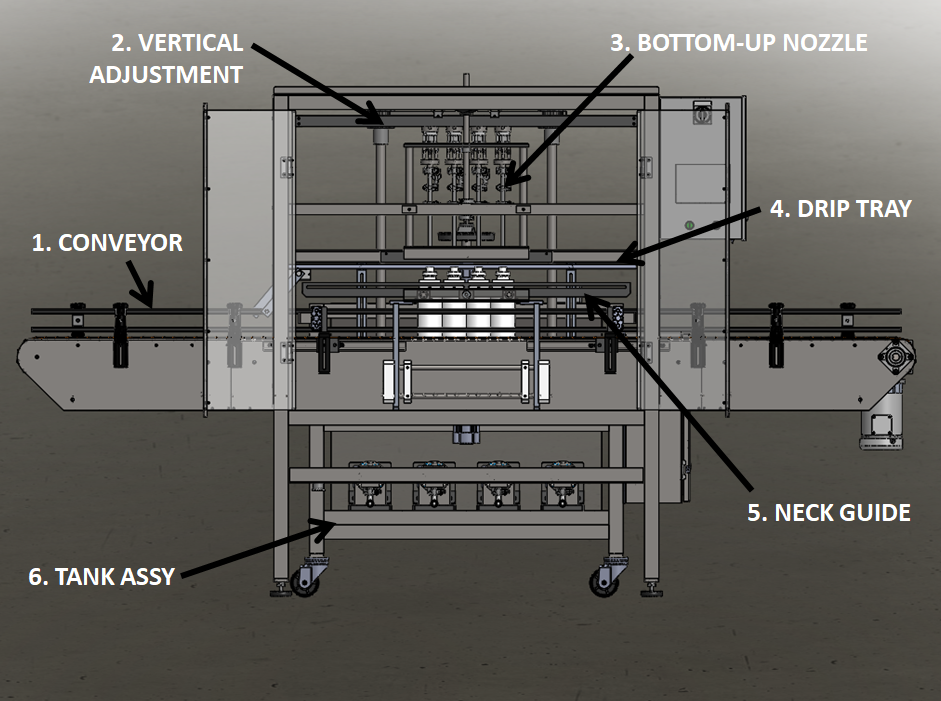 2. VERTICAL
ADJUSTMENT
3. BOTTOM-UP NOZZLE
4. DRIP TRAY
1. CONVEYOR
5. NECK GUIDE
6. TANK ASSY